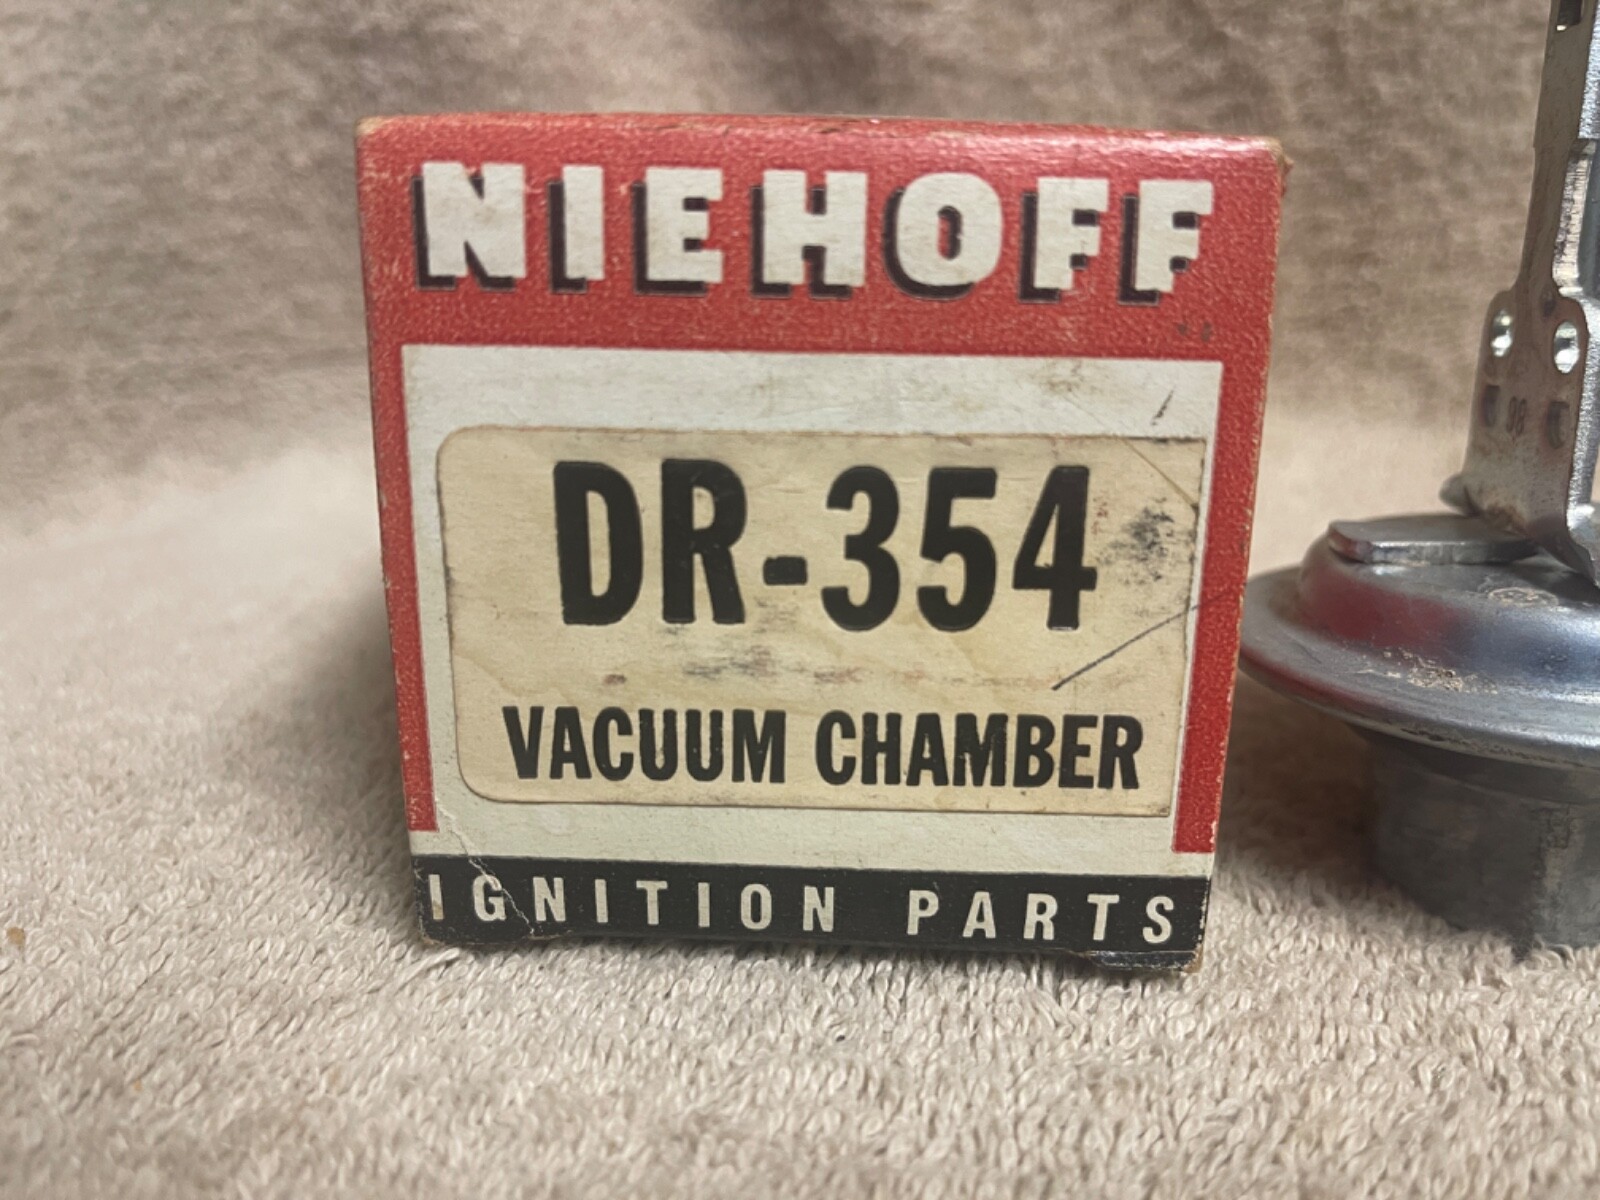 NIEHOFF
DR-354
VACUUM CHAMBER
IGNITION PARTS